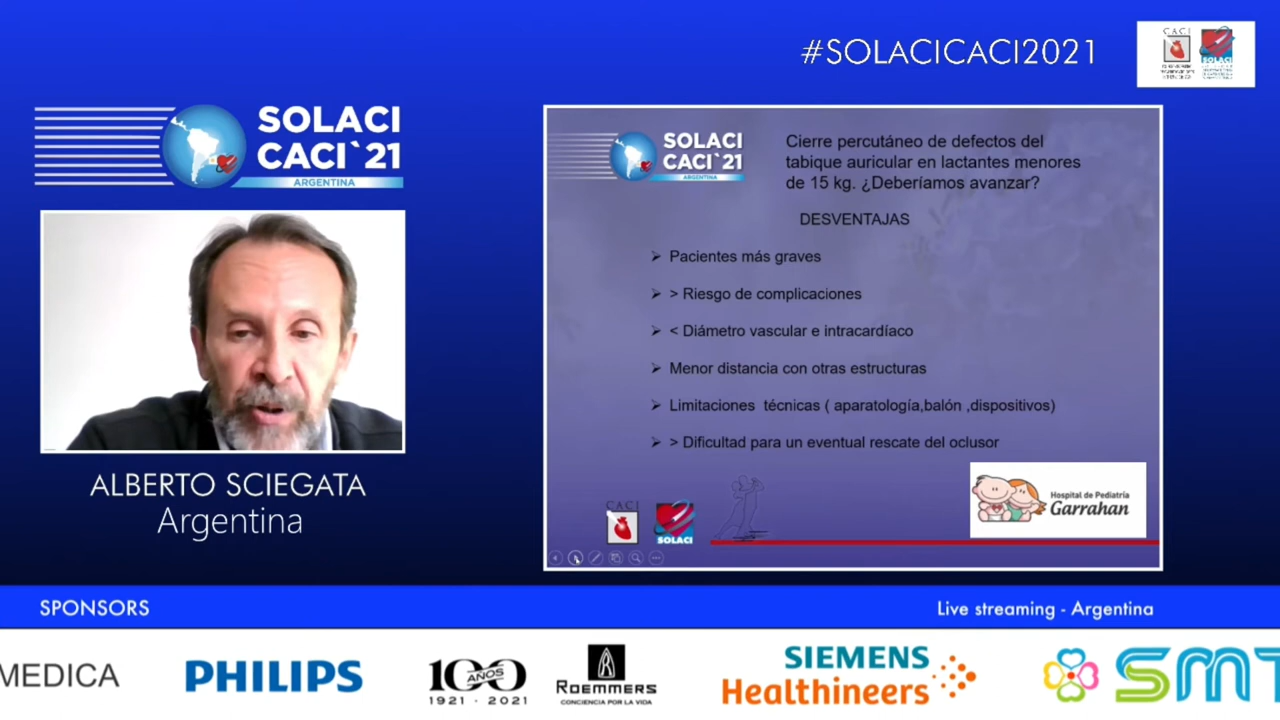 #SOLACICACI2021
CACI
SOLACI
SOLACI
CACI`21
ARGENTINA
SOLACI
CACI`21
ARGENTINA
Cierre percutáneo de defectos del
tabique auricular en lactantes menores
de 15 kg. ¿Deberíamos avanzar?
DESVENTAJAS
➢ Pacientes más graves
➢ > Riesgo de complicaciones
➢ < Diámetro vascular e intracardíaco
➢ Menor distancia con otras estructuras
➢ Limitaciones técnicas ( aparatología,balón ,dispositivos)
➢ > Dificultad para un eventual rescate del oclusor
CACI
SOLACI
Hospital de Pediatría
Garrahan
ALBERTO SCIEGATA
Argentina
SPONSORS
Live streaming - Argentina
MEDICA
PHILIPS
100
AÑOS
1921 - 2021
ROEMMERS
CONCIENCIA POR LA VIDA
SIEMENS
Healthineers
SMT